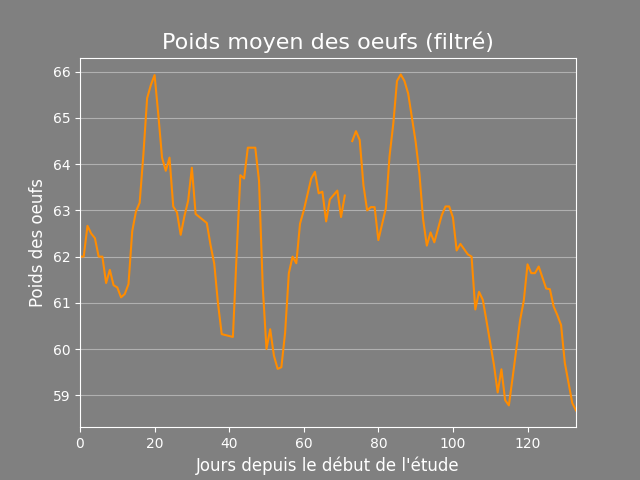 Poids moyen des oeufs (filtré)
66
65
64
63
62
61
60
59
Poids des oeufs
0 20 40 60 80 100 120
Jours depuis le début de l'étude